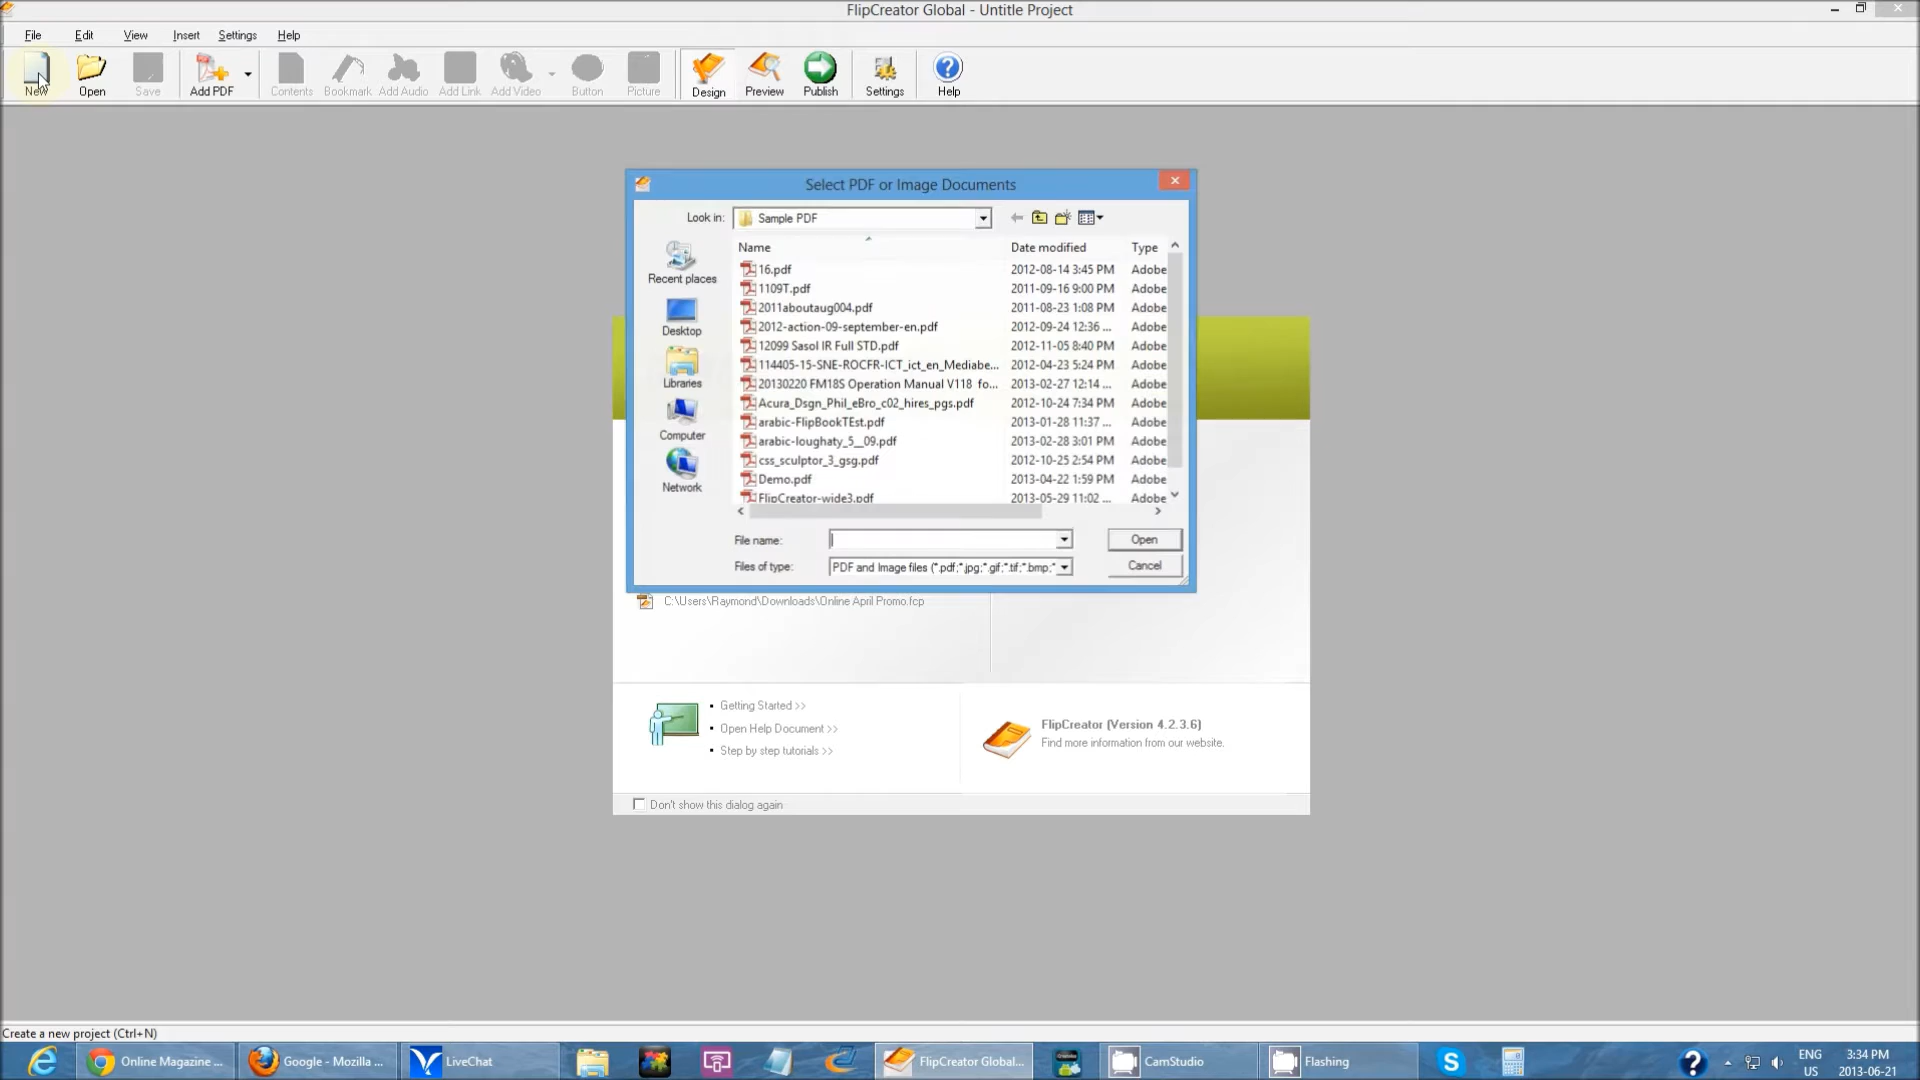 FlipCreator Global - Untitle Project
File Edit View Insert Settings Help
New Open Save Add PDF Contents Bookmark Add Audio Add Link Add Video Button Picture Design Preview Publish Settings Help
Select PDF or Image Documents
Look in: Sample PDF
Name Date modified Type
16.pdf 2012-08-14 3:45 PM Adobe
1109T.pdf 2011-09-16 9:00 PM Adobe
2011aboutaug004.pdf 2011-08-23 1:08 PM Adobe
2012-action-09-september-en.pdf 2012-09-24 12:36 ... Adobe
12099 Sasol IR Full STD.pdf 2012-11-05 8:40 PM Adobe
114405-15-SNE-ROCFR-ICT_ict_en_Mediabe... 2012-04-23 5:24 PM Adobe
20130220 FM18S Operation Manual V118 fo... 2013-02-27 12:14 ... Adobe
Acura_Dsgn_Phil_eBro_c02_hires_pgs.pdf 2012-10-24 7:34 PM Adobe
arabic-FlipBookTEst.pdf 2013-01-28 11:37 ... Adobe
arabic-loughaty_5__09.pdf 2013-02-28 3:01 PM Adobe
css_sculptor_3_gsg.pdf 2012-10-25 2:54 PM Adobe
Demo.pdf 2013-04-22 1:59 PM Adobe
FlipCreator-wide3.pdf 2013-05-29 11:02 ... Adobe
Recent places
Desktop
Libraries
Computer
Network
File name: Open
Files of type: PDF and Image files (*.pdf;*.jpg;*.gif;*.tif;*.bmp;* Cancel
C:\Users\Raymond\Downloads\Online April Promo.fcp
Getting Started >>
Open Help Document >>
Step by step tutorials >>
FlipCreator (Version 4.2.3.6)
Find more information from our website.
Don't show this dialog again
Create a new project (Ctrl+N)
Online Magazine ... Google - Mozilla ... LiveChat FlipCreator Global... CamStudio Flashing
ENG 3:34 PM
US 2013-06-21